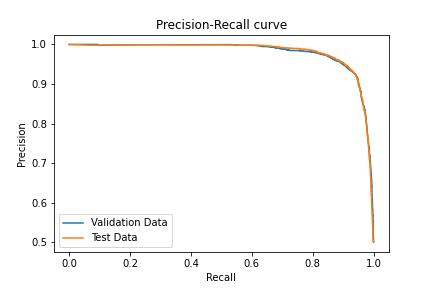 Precision-Recall curve
1.0
0.9
0.8
0.7
0.6
0.5
Precision
Validation Data
Test Data
0.0 0.2 0.4 0.6 0.8 1.0
Recall